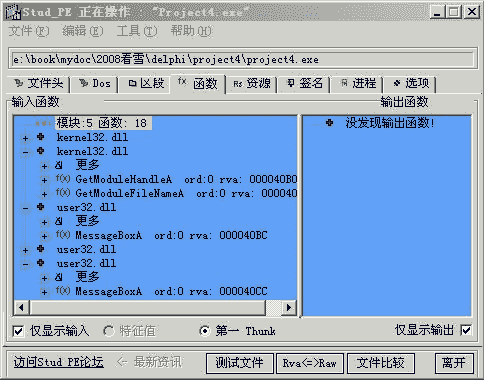 Stud_PE 正在操作 : "Project4.exe"
文件(F) 编辑(E) 工具(T) 帮助(H)
e:\book\mydoc\2008看雪\delphi\project4\project4.exe
文件头 Dos 区段 f(x) 函数 Rs 资源 签名 进程 选项
输入函数 输出函数
模块:5 函数: 18
没发现输出函数!
kernel32.dll
kernel32.dll
& 更多
f(x) GetModuleHandleA ord:0 rva: 000040B0
f(x) GetModuleFileNameA ord:0 rva: 000040
user32.dll
f(x) MessageBoxA ord:0 rva: 000040BC
user32.dll
user32.dll
& 更多
f(x) MessageBoxA ord:0 rva: 000040CC
仅显示输入 特征值 第一 Thunk 仅显示输出
访问Stud PE论坛 <- 最新资讯 测试文件 Rva<=>Raw 文件比较 离开